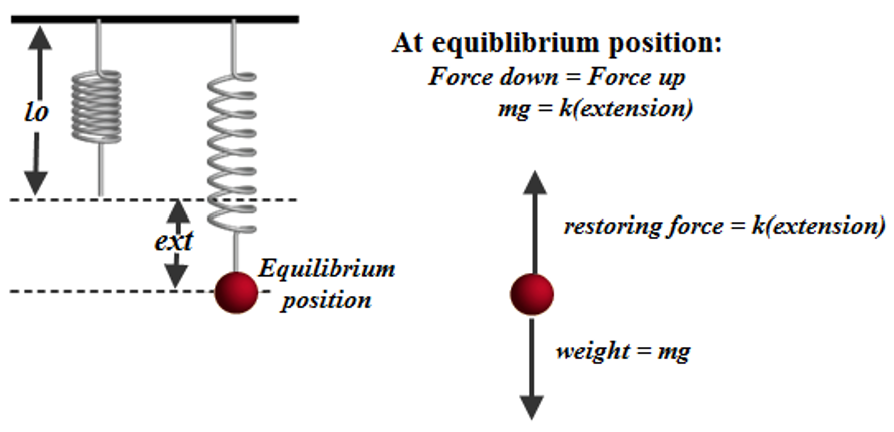 lo
ext
Equilibrium
position
At equiblibrium position:
Force down = Force up
mg = k(extension)
restoring force = k(extension)
weight = mg